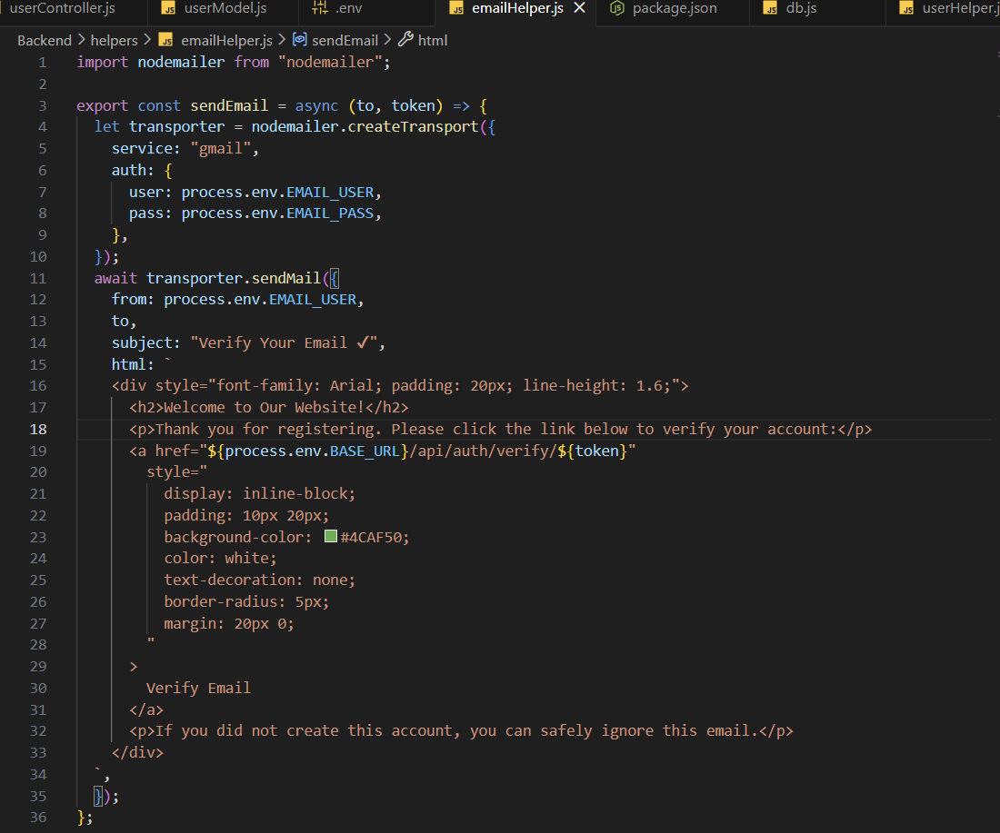 userController.js JS userModel.js .env JS emailHelper.js package.json JS db.js JS userHelper.j
Backend > helpers > JS emailHelper.js > sendEmail > html
1 import nodemailer from "nodemailer";
2
3 export const sendEmail = async (to, token) => {
4 let transporter = nodemailer.createTransport({
5 service: "gmail",
6 auth: {
7 user: process.env.EMAIL_USER,
8 pass: process.env.EMAIL_PASS,
9 },
10 });
11 await transporter.sendMail({
12 from: process.env.EMAIL_USER,
13 to,
14 subject: "Verify Your Email ✔",
15 html: `
16 <div style="font-family: Arial; padding: 20px; line-height: 1.6;">
17 <h2>Welcome to Our Website!</h2>
18 <p>Thank you for registering. Please click the link below to verify your account:</p>
19 <a href="${process.env.BASE_URL}/api/auth/verify/${token}"
20 style="
21 display: inline-block;
22 padding: 10px 20px;
23 background-color: #4CAF50;
24 color: white;
25 text-decoration: none;
26 border-radius: 5px;
27 margin: 20px 0;
28 "
29 >
30 Verify Email
31 </a>
32 <p>If you did not create this account, you can safely ignore this email.</p>
33 </div>
34 `,
35 });
36 };